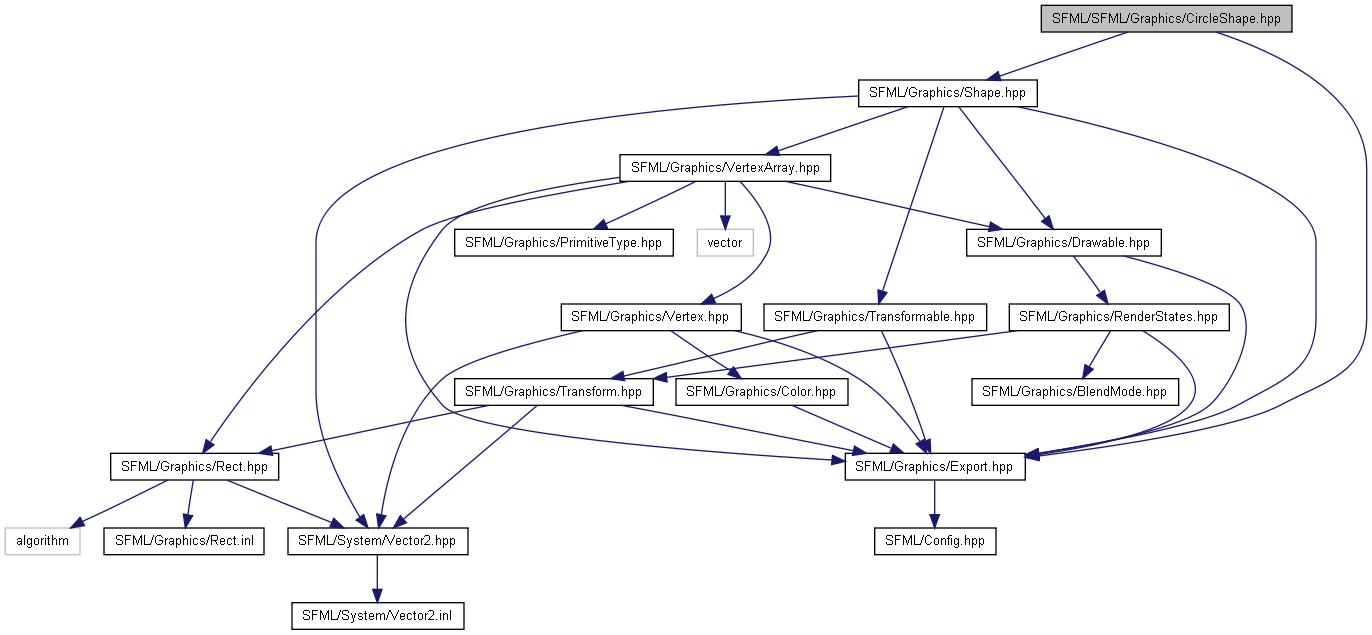 SFML/SFML/Graphics/CircleShape.hpp
SFML/Graphics/Shape.hpp
SFML/Graphics/VertexArray.hpp
SFML/Graphics/PrimitiveType.hpp
vector
SFML/Graphics/Drawable.hpp
SFML/Graphics/Vertex.hpp
SFML/Graphics/Transformable.hpp
SFML/Graphics/RenderStates.hpp
SFML/Graphics/Transform.hpp
SFML/Graphics/Color.hpp
SFML/Graphics/BlendMode.hpp
SFML/Graphics/Rect.hpp
SFML/Graphics/Export.hpp
algorithm
SFML/Graphics/Rect.inl
SFML/System/Vector2.hpp
SFML/Config.hpp
SFML/System/Vector2.inl